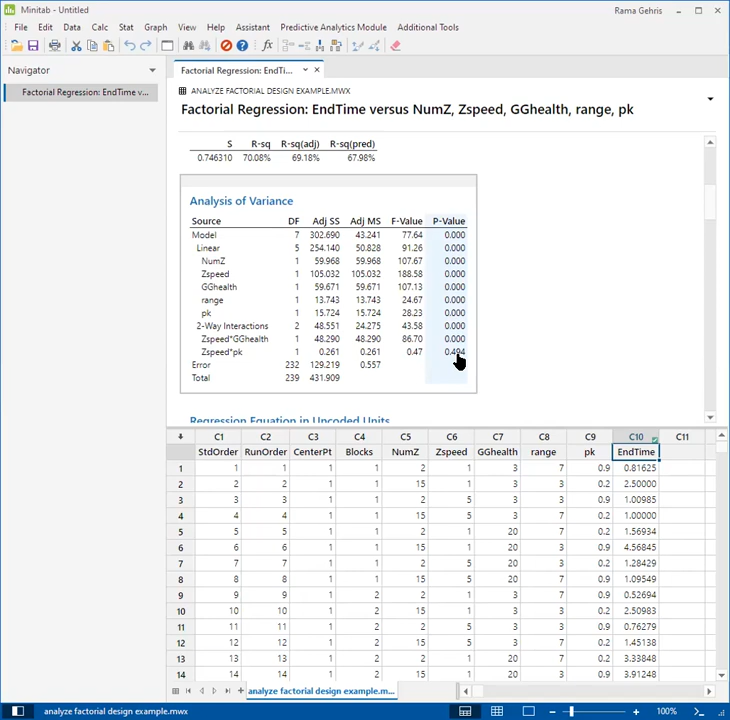 Minitab - Untitled
Rama Gehris
File Edit Data Calc Stat Graph View Help Assistant Predictive Analytics Module Additional Tools
Navigator
Factorial Regression: EndTi...
Factorial Regression: EndTime v...
ANALYZE FACTORIAL DESIGN EXAMPLE.MWX
Factorial Regression: EndTime versus NumZ, Zspeed, GGhealth, range, pk
S R-sq R-sq(adj) R-sq(pred)
0.746310 70.08% 69.18% 67.98%
Analysis of Variance
Source DF Adj SS Adj MS F-Value P-Value
Model 7 302.690 43.241 77.64 0.000
Linear 5 254.140 50.828 91.26 0.000
NumZ 1 59.968 59.968 107.67 0.000
Zspeed 1 105.032 105.032 188.58 0.000
GGhealth 1 59.671 59.671 107.13 0.000
range 1 13.743 13.743 24.67 0.000
pk 1 15.724 15.724 28.23 0.000
2-Way Interactions 2 48.551 24.275 43.58 0.000
Zspeed*GGhealth 1 48.290 48.290 86.70 0.000
Zspeed*pk 1 0.261 0.261 0.47 0.494
Error 232 129.219 0.557
Total 239 431.909
Regression Equation in Uncoded Units
C1 C2 C3 C4 C5 C6 C7 C8 C9 C10 C11
StdOrder RunOrder CenterPt Blocks NumZ Zspeed GGhealth range pk EndTime
1 1 1 1 1 2 1 3 7 0.9 0.81625
2 2 2 1 1 15 1 3 3 0.2 2.50000
3 3 3 1 1 2 5 3 3 0.9 1.00985
4 4 4 1 1 15 5 3 7 0.2 1.00000
5 5 5 1 1 2 1 20 7 0.2 1.56934
6 6 6 1 1 15 1 20 3 0.9 4.56845
7 7 7 1 1 2 5 20 3 0.2 1.28429
8 8 8 1 1 15 5 20 7 0.9 1.09549
9 9 9 1 2 2 1 3 7 0.9 0.52694
10 10 10 1 2 15 1 3 3 0.2 2.50983
11 11 11 1 2 2 5 3 3 0.9 0.76279
12 12 12 1 2 15 5 3 7 0.2 1.45138
13 13 13 1 2 2 1 20 7 0.2 3.33848
14 14 14 1 2 15 1 20 3 0.9 3.91248
analyze factorial design example.m...
analyze factorial design example.mwx
100%